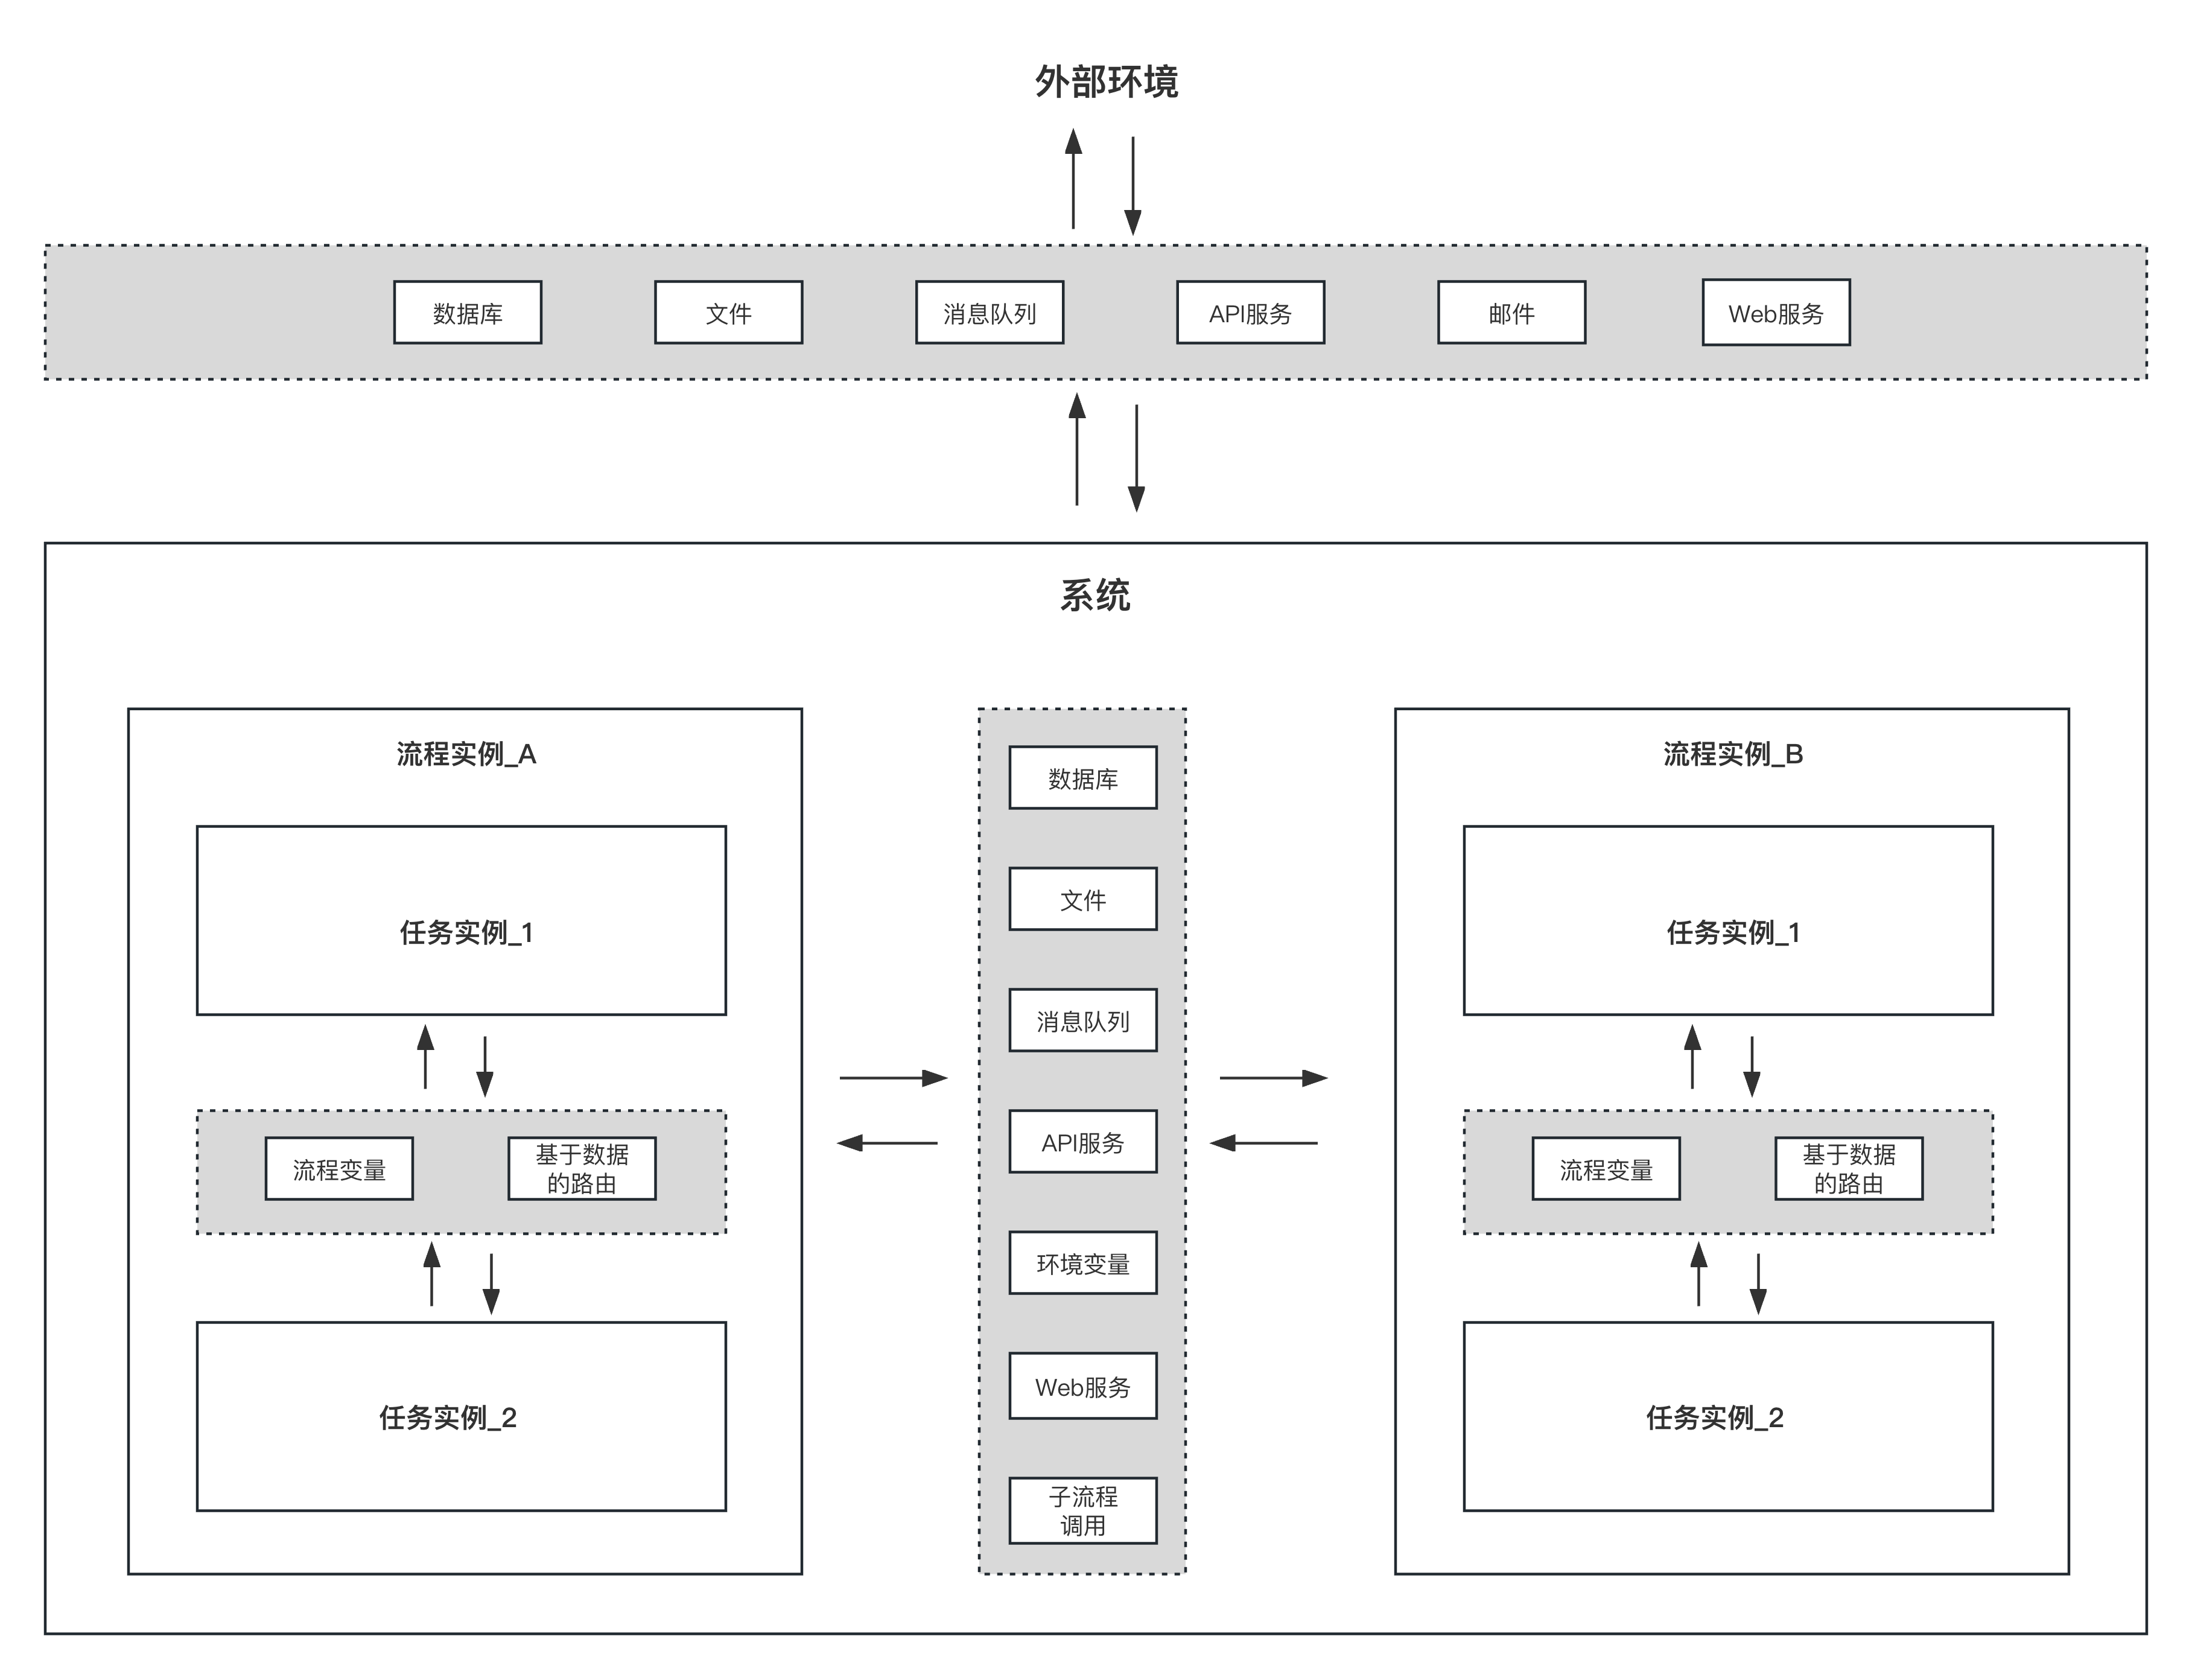 外部环境
数据库
文件
消息队列
API服务
邮件
Web服务
系统
流程实例_A
任务实例_1
流程变量
基于数据
的路由
任务实例_2
数据库
文件
消息队列
API服务
环境变量
Web服务
子流程
调用
流程实例_B
任务实例_1
流程变量
基于数据
的路由
任务实例_2